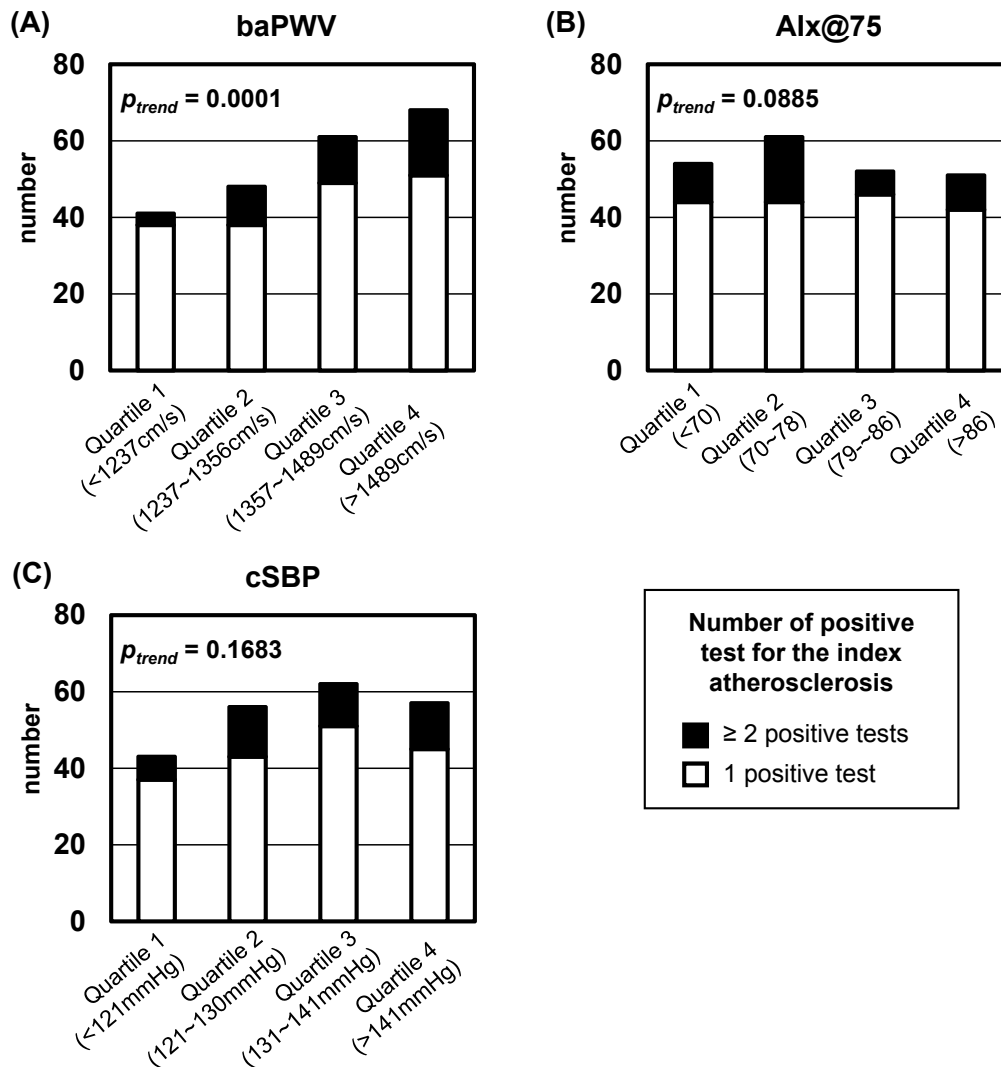 (A)
baPWV
80
60
40
20
0
number
p_trend = 0.0001
Quartile 1
(<1237cm/s)
Quartile 2
(1237~1356cm/s)
Quartile 3
(1357~1489cm/s)
Quartile 4
(>1489cm/s)
(B)
AIx@75
80
60
40
20
0
number
p_trend = 0.0885
Quartile 1
(<70)
Quartile 2
(70~78)
Quartile 3
(79-~86)
Quartile 4
(>86)
(C)
cSBP
80
60
40
20
0
number
p_trend = 0.1683
Quartile 1
(<121mmHg)
Quartile 2
(121~130mmHg)
Quartile 3
(131~141mmHg)
Quartile 4
(>141mmHg)
Number of positive
test for the index
atherosclerosis
≥ 2 positive tests
1 positive test